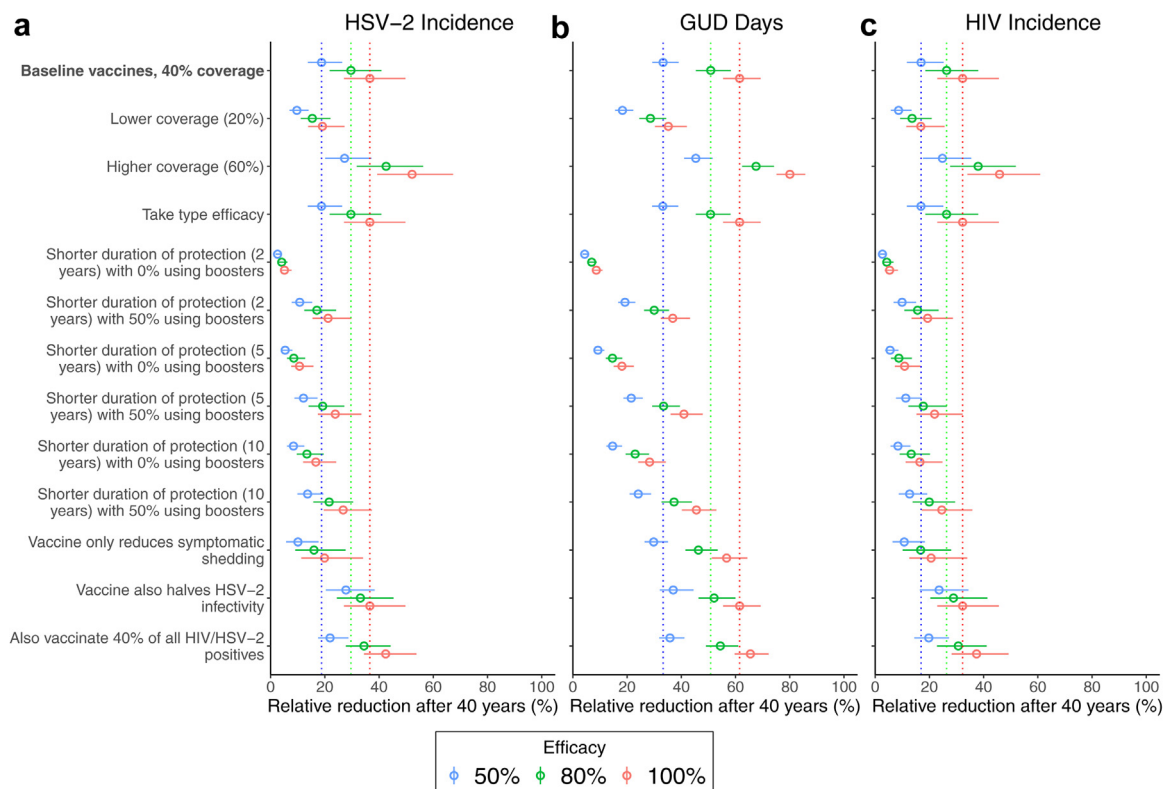 a
HSV−2 Incidence
b
GUD Days
c
HIV Incidence
Baseline vaccines, 40% coverage
Lower coverage (20%)
Higher coverage (60%)
Take type efficacy
Shorter duration of protection (2
years) with 0% using boosters
Shorter duration of protection (2
years) with 50% using boosters
Shorter duration of protection (5
years) with 0% using boosters
Shorter duration of protection (5
years) with 50% using boosters
Shorter duration of protection (10
years) with 0% using boosters
Shorter duration of protection (10
years) with 50% using boosters
Vaccine only reduces symptomatic
shedding
Vaccine also halves HSV−2
infectivity
Also vaccinate 40% of all HIV/HSV−2
positives
0 20 40 60 80 100
0 20 40 60 80 100
0 20 40 60 80 100
Relative reduction after 40 years (%)
Relative reduction after 40 years (%)
Relative reduction after 40 years (%)
Efficacy
50% 80% 100%